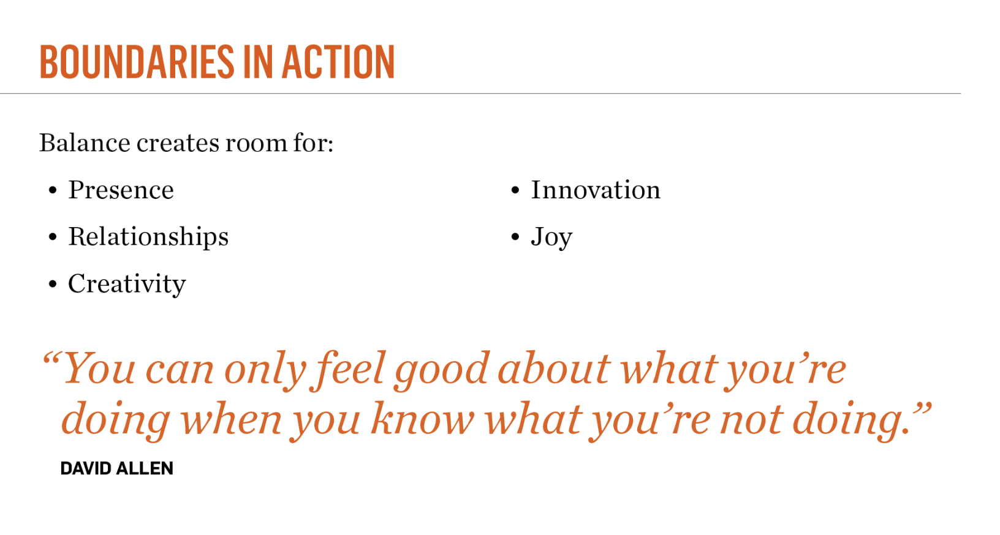 BOUNDARIES IN ACTION
Balance creates room for:
• Presence
• Relationships
• Creativity
• Innovation
• Joy
“You can only feel good about what you’re
doing when you know what you’re not doing.”
DAVID ALLEN